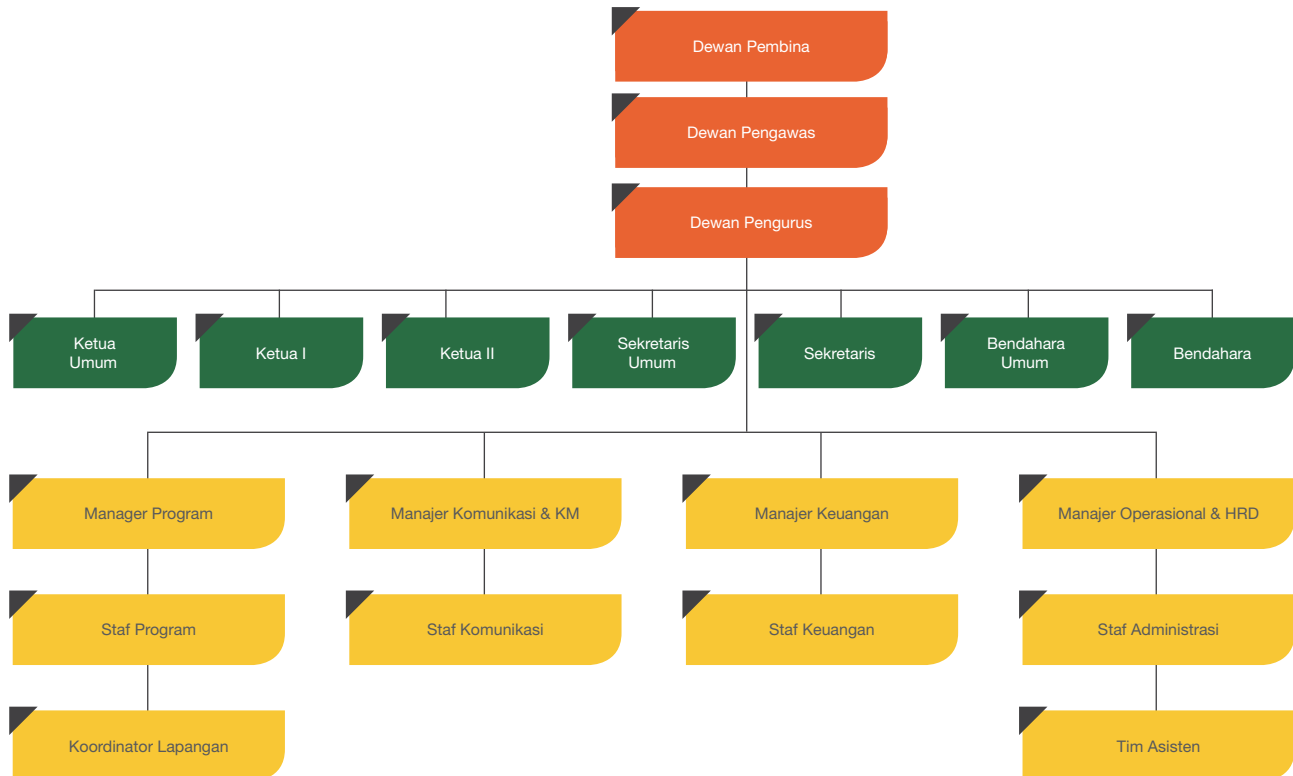 Dewan Pembina
Dewan Pengawas
Dewan Pengurus
Ketua
Umum
Ketua I
Ketua II
Sekretaris
Umum
Sekretaris
Bendahara
Umum
Bendahara
Manager Program
Manajer Komunikasi & KM
Manajer Keuangan
Manajer Operasional & HRD
Staf Program
Staf Komunikasi
Staf Keuangan
Staf Administrasi
Koordinator Lapangan
Tim Asisten